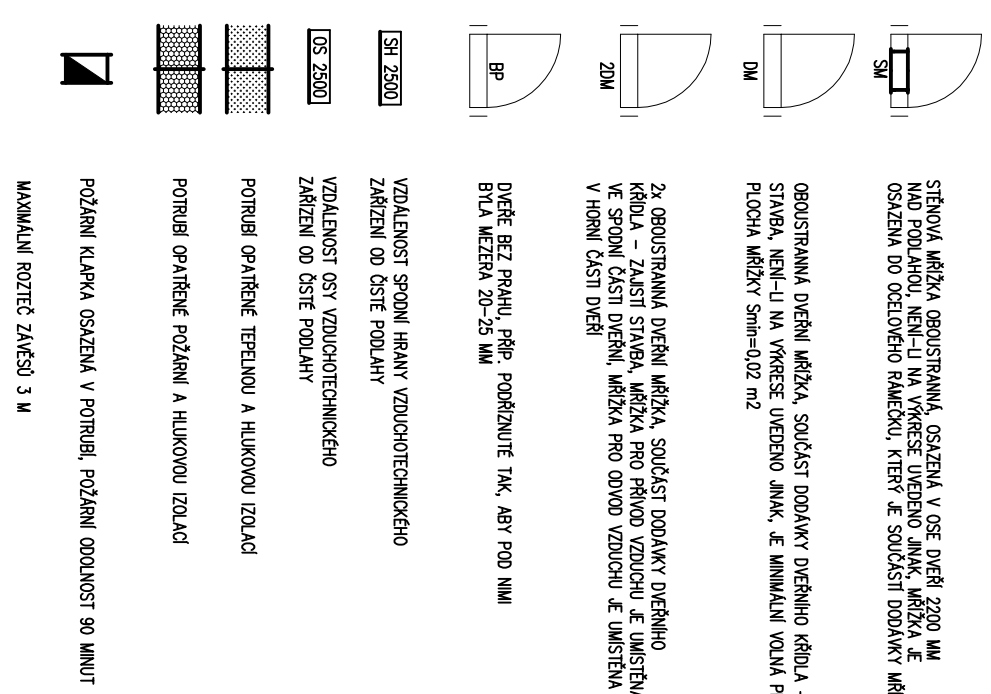 SM
STĚNOVÁ MŘÍŽKA OBOUSTRANNÁ, OSAZENÁ V OSE DVEŘÍ 2200 MM
NAD PODLAHOU, NENÍ-LI NA VÝKRESE UVEDENO JINAK, MŘÍŽKA JE
OSAZENA DO OCELOVÉHO RÁMEČKU, KTERÝ JE SOUČÁSTÍ DODÁVKY
DM
OBOUSTRANNÁ DVEŘNÍ MŘÍŽKA, SOUČÁST DODÁVKY DVEŘNÍHO KŘÍDLA -
STAVBA, NENÍ-LI NA VÝKRESE UVEDENO JINAK, JE MINIMÁLNÍ VOLNÁ
PLOCHA MŘÍŽKY Smin=0,02 m2
2DM
2x OBOUSTRANNÁ DVEŘNÍ MŘÍŽKA, SOUČÁST DODÁVKY DVEŘNÍHO
KŘÍDLA - ZAJISTÍ STAVBA, MŘÍŽKA PRO PŘÍVOD VZDUCHU JE UMÍSTĚNA
VE SPODNÍ ČÁSTI DVEŘNÍ, MŘÍŽKA PRO ODVOD VZDUCHU JE UMÍSTĚNA
V HORNÍ ČÁSTI DVEŘÍ
BP
DVEŘE BEZ PRAHU, PŘÍP. PODŘÍZNUTÉ TAK, ABY POD NIMI
BYLA MEZERA 20-25 MM
SH 2500
VZDÁLENOST SPODNÍ HRANY VZDUCHOTECHNICKÉHO
ZAŘÍZENÍ OD ČISTÉ PODLAHY
OS 2500
VZDÁLENOST OSY VZDUCHOTECHNICKÉHO
ZAŘÍZENÍ OD ČISTÉ PODLAHY
POTRUBÍ OPATŘENÉ TEPELNOU A HLUKOVOU IZOLACÍ
POTRUBÍ OPATŘENÉ POŽÁRNÍ A HLUKOVOU IZOLACÍ
POŽÁRNÍ KLAPKA OSAZENÁ V POTRUBÍ, POŽÁRNÍ ODOLNOST 90 MINUT
MAXIMÁLNÍ ROZTEČ ZÁVĚSŮ 3 M